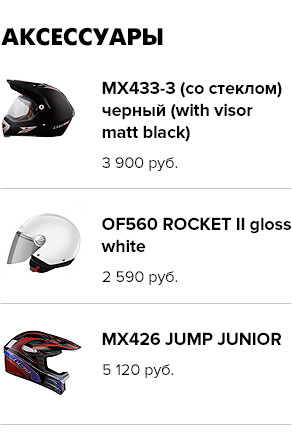 АКСЕССУАРЫ
MX433-3 (со стеклом)
черный (with visor
matt black)
3 900 руб.
OF560 ROCKET II gloss
white
2 590 руб.
MX426 JUMP JUNIOR
5 120 руб.